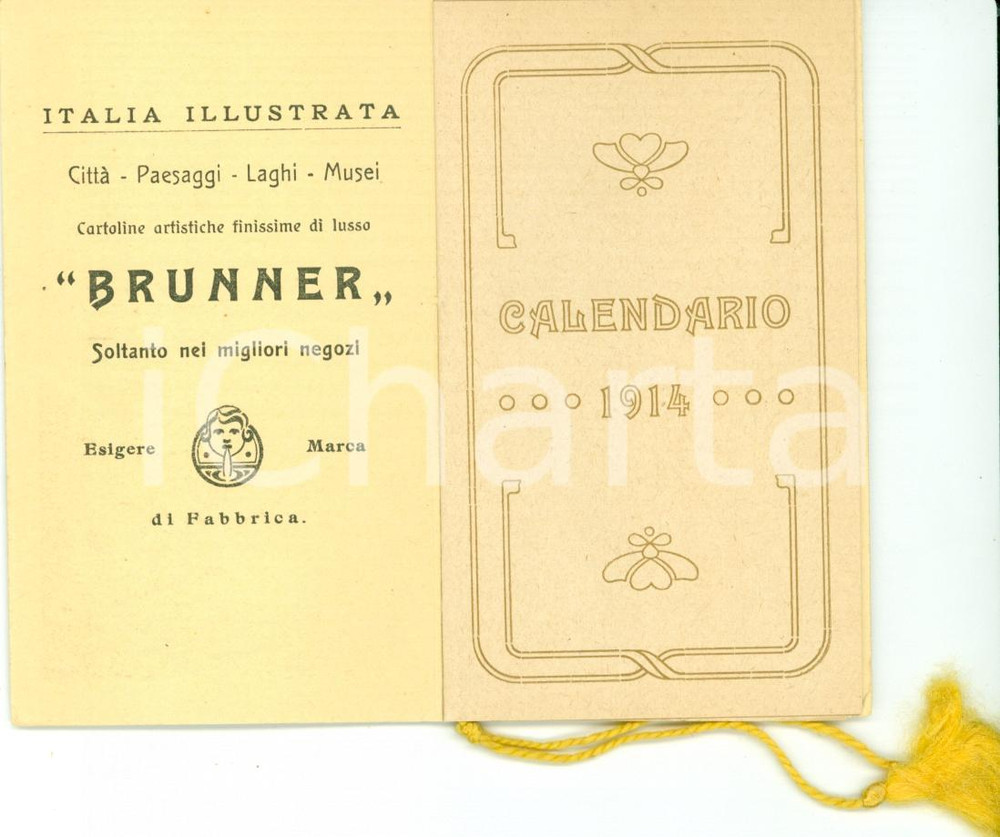 ITALIA ILLUSTRATA
Città - Paesaggi - Laghi - Musei
Cartoline artistiche finissime di lusso
“BRUNNER„
Soltanto nei migliori negozi
Esigere Marca
di Fabbrica.
CALENDARIO
1914
iCharta